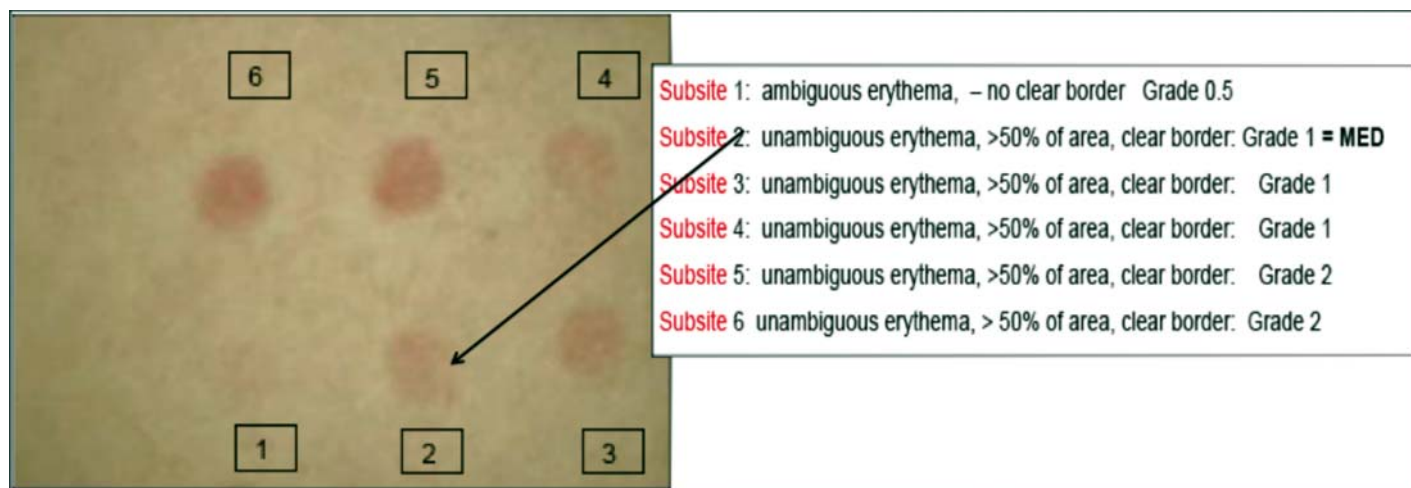 6 5 4
Subsite 1: ambiguous erythema, – no clear border Grade 0.5
Subsite 2: unambiguous erythema, >50% of area, clear border: Grade 1 = MED
Subsite 3: unambiguous erythema, >50% of area, clear border: Grade 1
Subsite 4: unambiguous erythema, >50% of area, clear border: Grade 1
Subsite 5: unambiguous erythema, >50% of area, clear border: Grade 2
Subsite 6 unambiguous erythema, > 50% of area, clear border: Grade 2
1 2 3